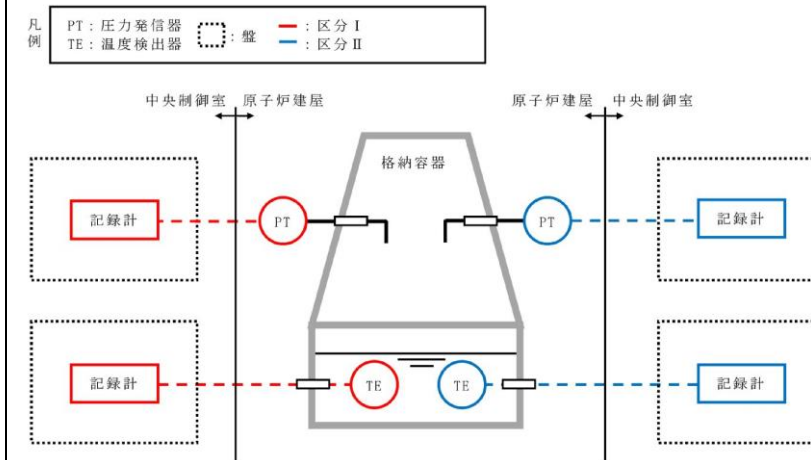 凡例
PT：圧力発信器
TE：温度検出器
：盤
：区分Ⅰ
：区分Ⅱ
中央制御室 原子炉建屋
原子炉建屋 中央制御室
格納容器
記録計
PT
PT
記録計
記録計
TE
TE
記録計